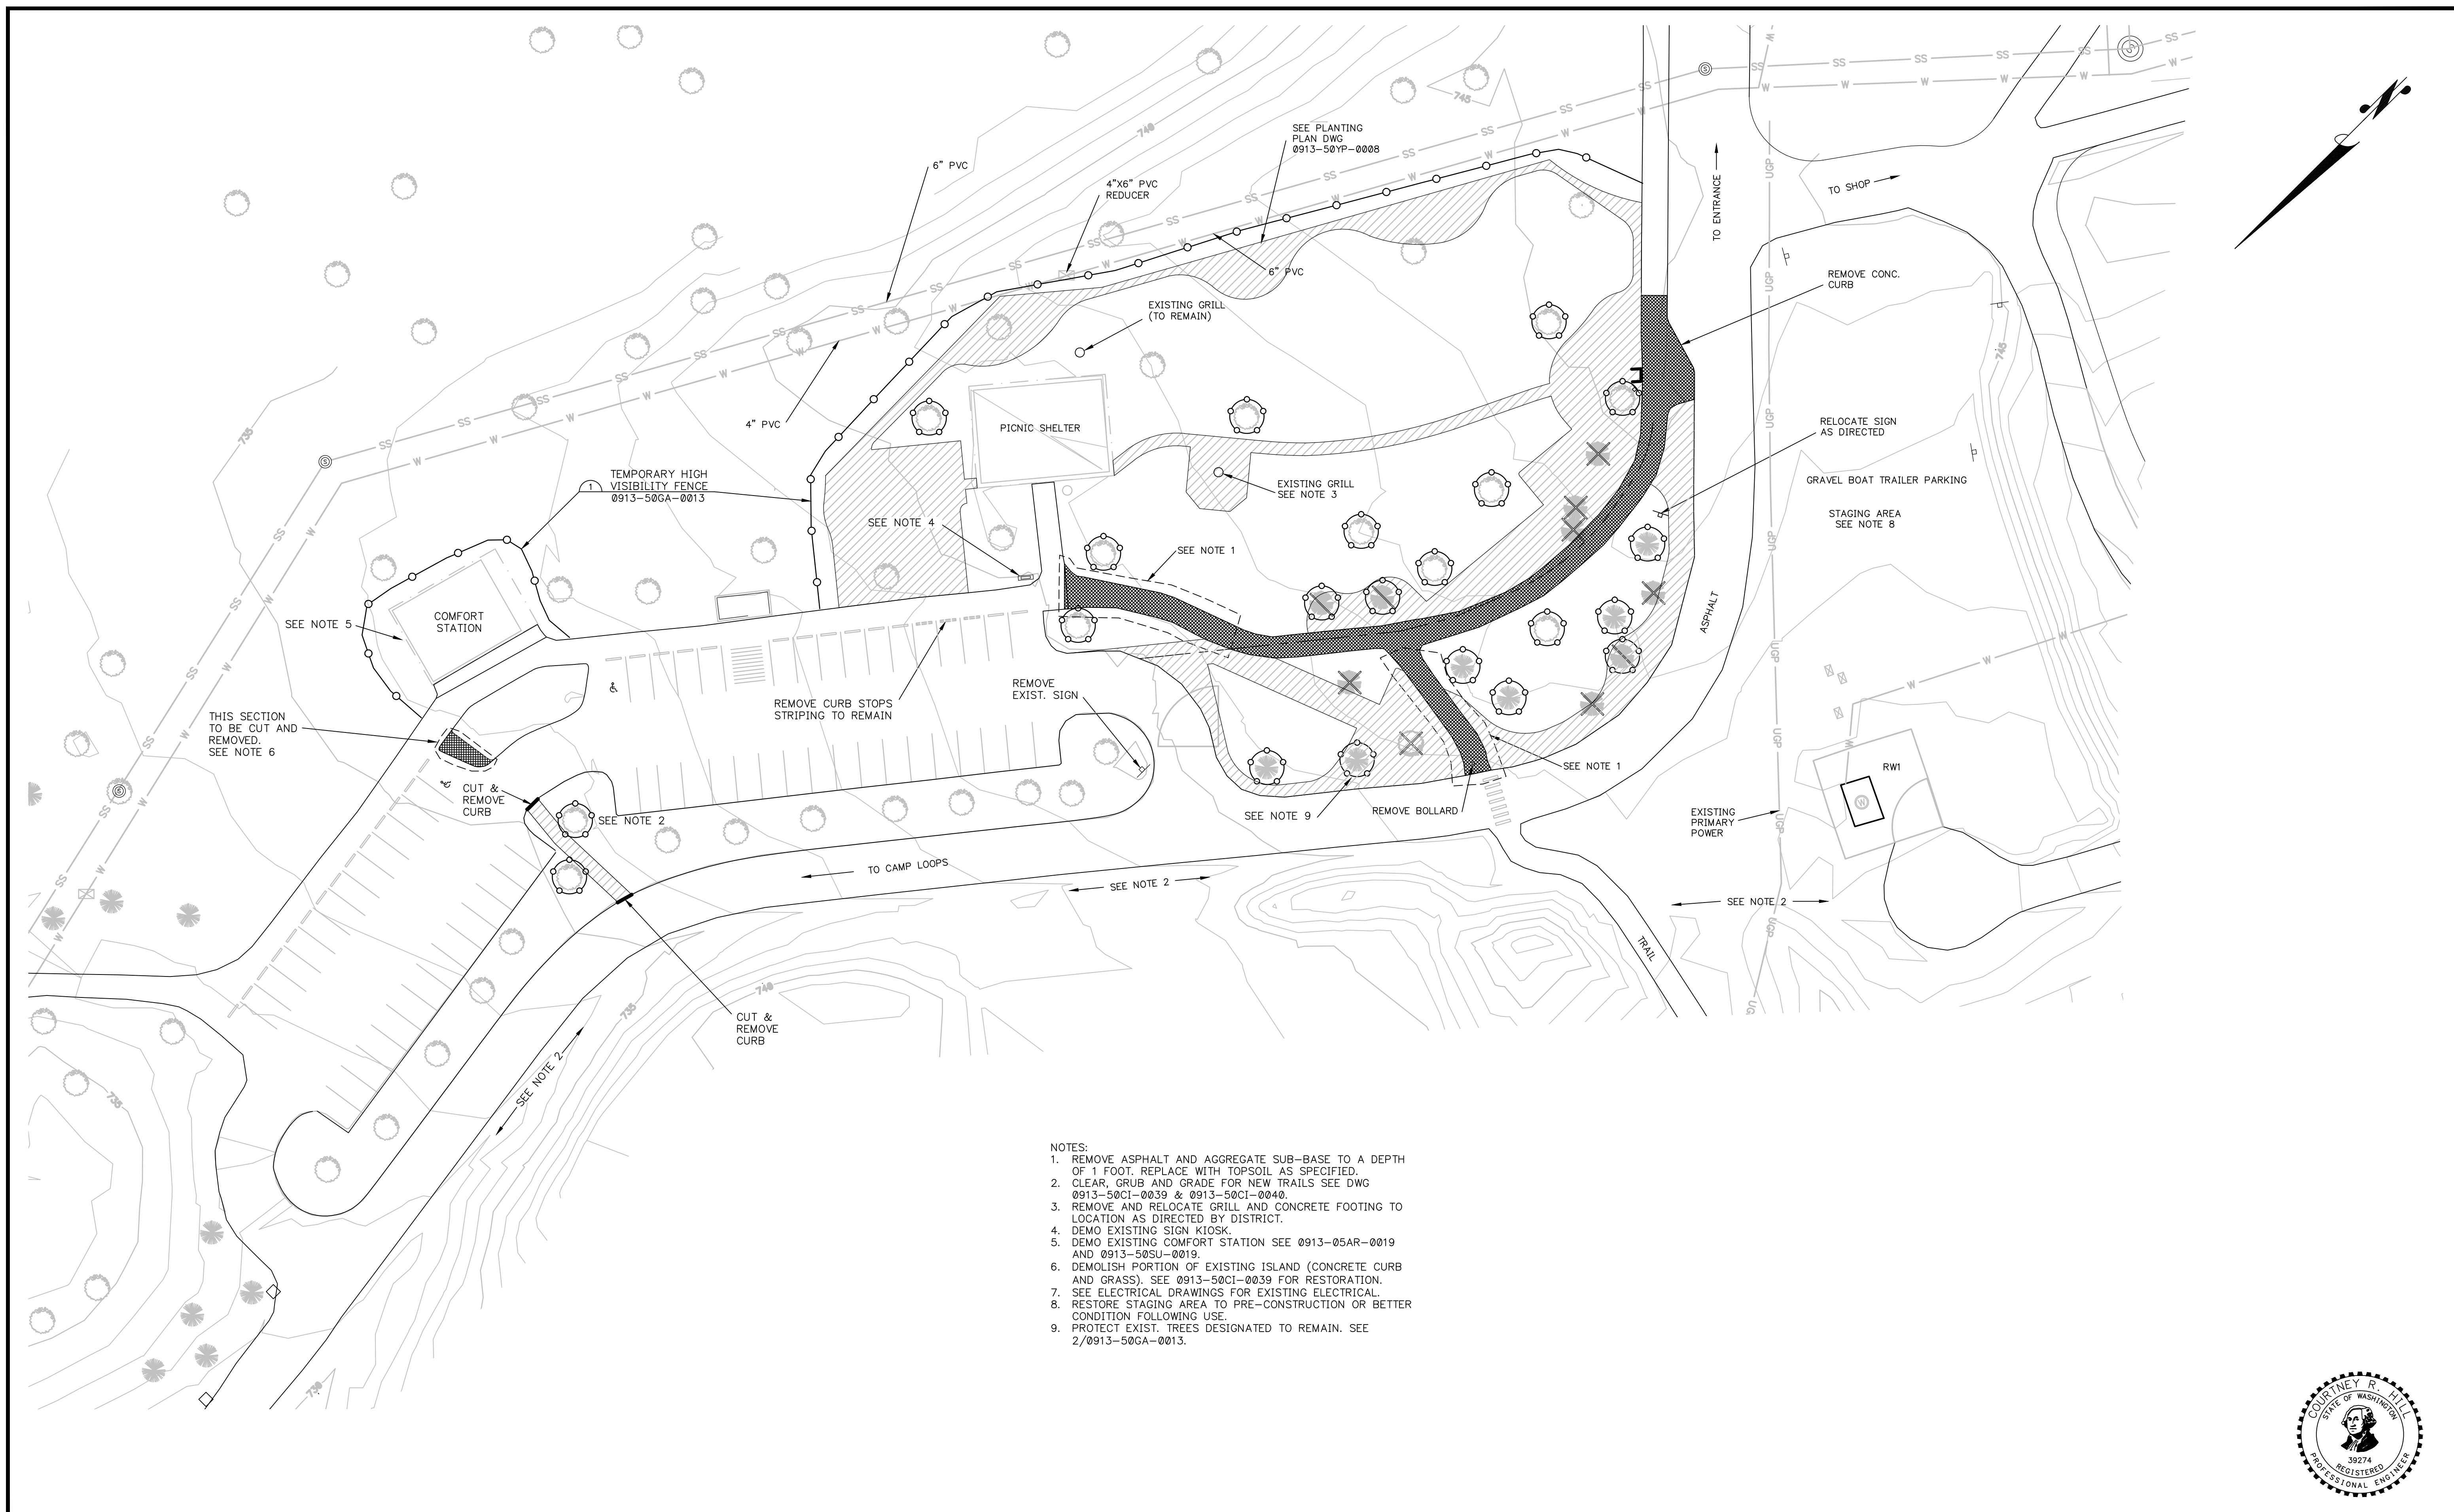 SEE PLANTING
PLAN DWG
0913-50YP-0008
6" PVC
4"X6" PVC
REDUCER
6" PVC
TO ENTRANCE
TO SHOP
REMOVE CONC.
CURB
EXISTING GRILL
(TO REMAIN)
PICNIC SHELTER
4" PVC
RELOCATE SIGN
AS DIRECTED
GRAVEL BOAT TRAILER PARKING
STAGING AREA
SEE NOTE 8
TEMPORARY HIGH
1 VISIBILITY FENCE
0913-50GA-0013
EXISTING GRILL
SEE NOTE 3
SEE NOTE 4
SEE NOTE 1
COMFORT
STATION
SEE NOTE 5
ASPHALT
REMOVE
EXIST. SIGN
REMOVE CURB STOPS
STRIPING TO REMAIN
THIS SECTION
TO BE CUT AND
REMOVED.
SEE NOTE 6
SEE NOTE 1
RW1
W
CUT &
REMOVE
CURB
SEE NOTE 2
SEE NOTE 9
REMOVE BOLLARD
EXISTING
PRIMARY
POWER
TO CAMP LOOPS
SEE NOTE 2
SEE NOTE 2
TRAIL
CUT &
REMOVE
CURB
SEE NOTE 2
740
745
745
735
735
740
735
730
SS
W
UGP
S
N
NOTES:
1. REMOVE ASPHALT AND AGGREGATE SUB-BASE TO A DEPTH
OF 1 FOOT. REPLACE WITH TOPSOIL AS SPECIFIED.
2. CLEAR, GRUB AND GRADE FOR NEW TRAILS SEE DWG
0913-50CI-0039 & 0913-50CI-0040.
3. REMOVE AND RELOCATE GRILL AND CONCRETE FOOTING TO
LOCATION AS DIRECTED BY DISTRICT.
4. DEMO EXISTING SIGN KIOSK.
5. DEMO EXISTING COMFORT STATION SEE 0913-05AR-0019
AND 0913-50SU-0019.
6. DEMOLISH PORTION OF EXISTING ISLAND (CONCRETE CURB
AND GRASS). SEE 0913-50CI-0039 FOR RESTORATION.
7. SEE ELECTRICAL DRAWINGS FOR EXISTING ELECTRICAL.
8. RESTORE STAGING AREA TO PRE-CONSTRUCTION OR BETTER
CONDITION FOLLOWING USE.
9. PROTECT EXIST. TREES DESIGNATED TO REMAIN. SEE
2/0913-50GA-0013.
COURTNEY R. HILL
STATE OF WASHINGTON
39274
REGISTERED
PROFESSIONAL ENGINEER